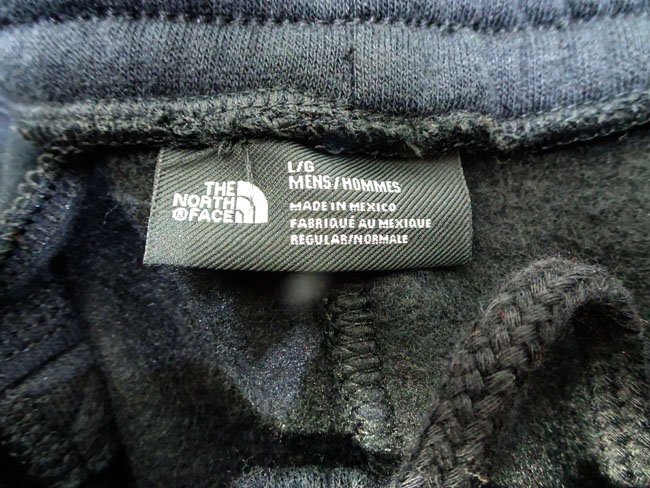 THE
NORTH
®FACE
L/G
MENS/HOMMES
MADE IN MEXICO
FABRIQUÉ AU MEXIQUE
REGULAR/NORMALE